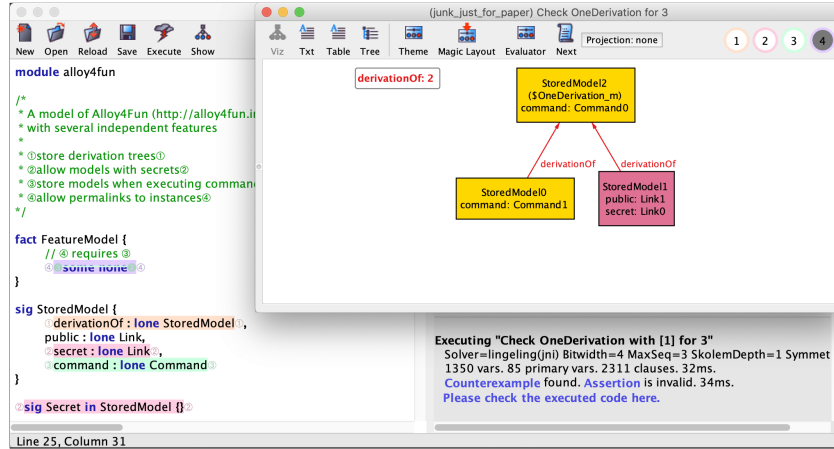 (junk_just_for_paper) Check OneDerivation for 3
New Open Reload Save Execute Show
Viz Txt Table Tree Theme Magic Layout Evaluator Next Projection: none 1 2 3 4
module alloy4fun
/*
* A model of Alloy4Fun (http://alloy4fun.in
* with several independent features
*
* ①store derivation trees①
* ②allow models with secrets②
* ③store models when executing comman
* ④allow permalinks to instances④
*/
fact FeatureModel {
// ④ requires ③
④❸some none❸④
}
sig StoredModel {
①derivationOf : lone StoredModel①,
public : lone Link,
②secret : lone Link②,
③command : lone Command③
}
②sig Secret in StoredModel {}②
Line 25, Column 31
derivationOf: 2
StoredModel2
($OneDerivation_m)
command: Command0
derivationOf derivationOf
StoredModel0
command: Command1
StoredModel1
public: Link1
secret: Link0
Executing "Check OneDerivation with [1] for 3"
Solver=lingeling(jni) Bitwidth=4 MaxSeq=3 SkolemDepth=1 Symmet
1350 vars. 85 primary vars. 2311 clauses. 32ms.
Counterexample found. Assertion is invalid. 34ms.
Please check the executed code here.